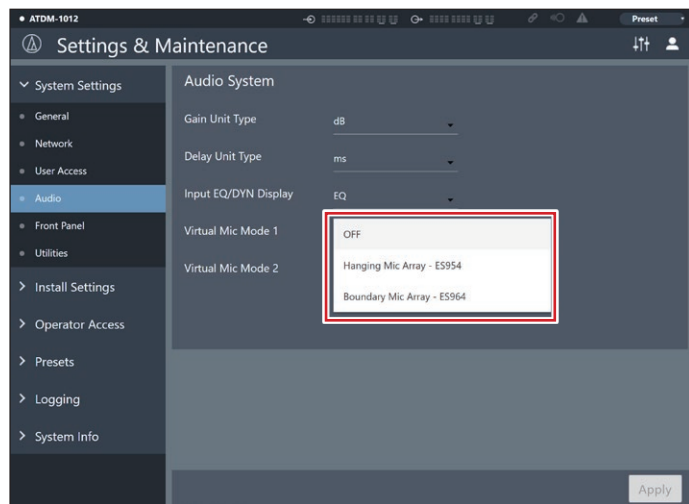 ATDM-1012
Preset
Settings & Maintenance
System Settings
General
Network
User Access
Audio
Front Panel
Utilities
Install Settings
Operator Access
Presets
Logging
System Info
Audio System
Gain Unit Type
dB
Delay Unit Type
ms
Input EQ/DYN Display
EQ
Virtual Mic Mode 1
OFF
Hanging Mic Array - ES954
Virtual Mic Mode 2
Boundary Mic Array - ES964
Apply